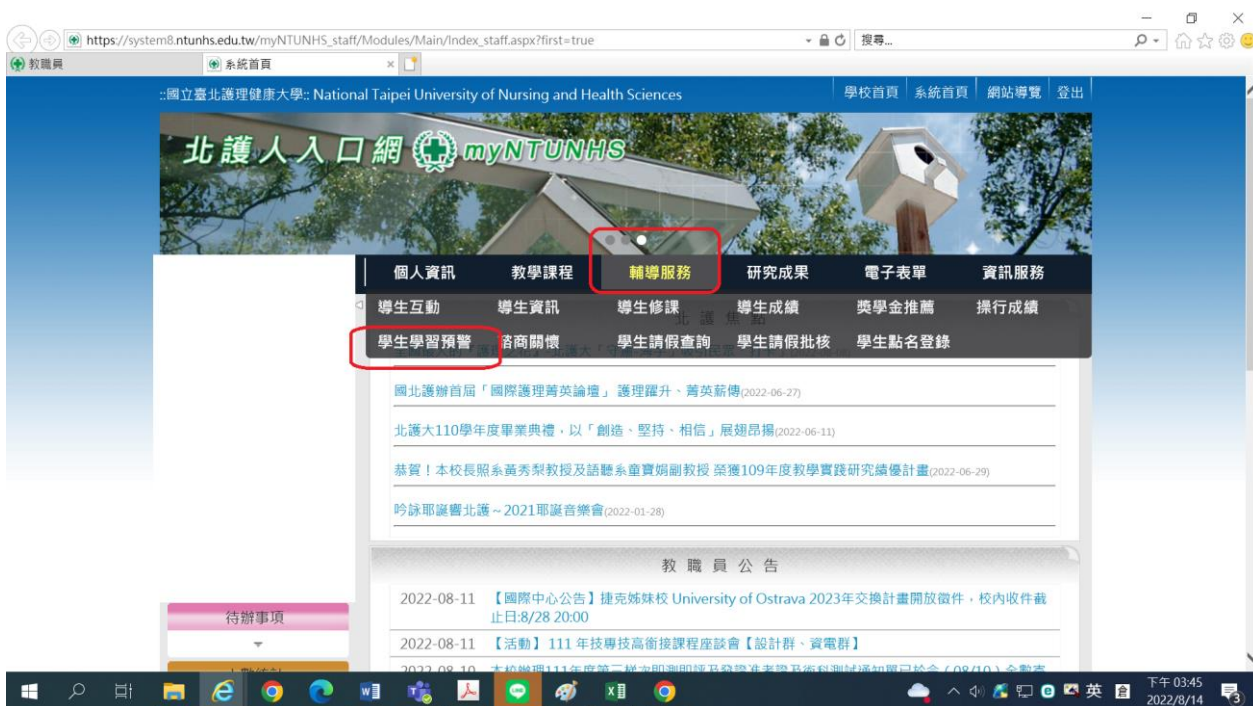 https://system8.ntunhs.edu.tw/myNTUNHS_staff/Modules/Main/Index_staff.aspx?first=true
搜尋...
教職員
系統首頁
::國立臺北護理健康大學:: National Taipei University of Nursing and Health Sciences
學校首頁 系統首頁 網站導覽 登出
北護人入口網 myNTUNHS
個人資訊 教學課程 輔導服務 研究成果 電子表單 資訊服務
導生互動 導生資訊 導生修課 導生成績 獎學金推薦 操行成績
北護焦點
學生學習預警 諮商關懷 學生請假查詢 學生請假批核 學生點名登錄
國北護辦首屆「國際護理菁英論壇」 護理躍升、菁英薪傳(2022-06-27)
北護大110學年度畢業典禮,以「創造、堅持、相信」展翅昂揚(2022-06-11)
恭賀!本校長照系黃秀梨教授及語聽系童寶娟副教授 榮獲109年度教學實踐研究績優計畫(2022-06-29)
吟詠耶誕響北護~2021耶誕音樂會(2022-01-28)
教職員公告
2022-08-11 【國際中心公告】捷克姊妹校 University of Ostrava 2023年交換計畫開放徵件,校內收件截
止日:8/28 20:00
2022-08-11 【活動】 111 年技專技高銜接課程座談會【設計群、資電群】
待辦事項
英
下午 03:45
2022/8/14
3